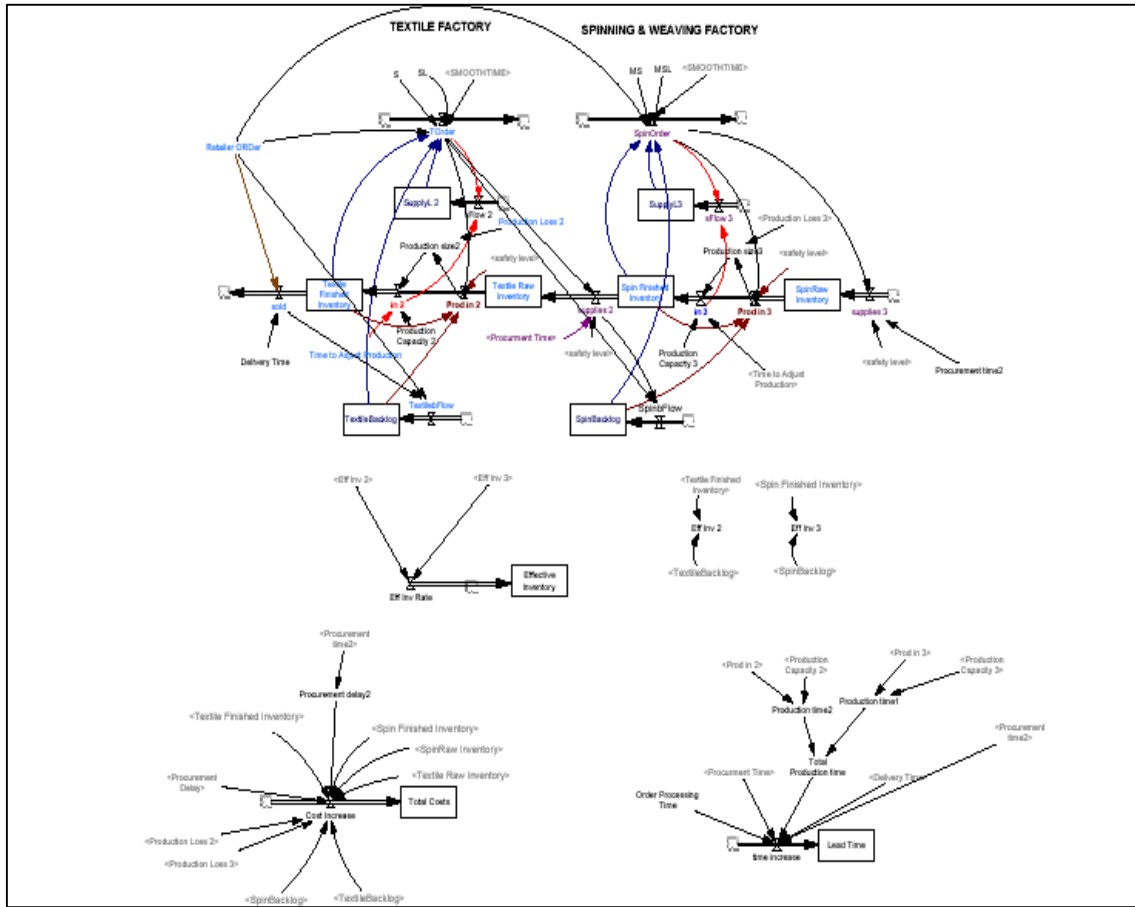 TEXTILE FACTORY
SPINNING & WEAVING FACTORY
S
SL
<SMOOTHTIME>
MS
MSL
<SMOOTHTIME>
TOrder
SpinOrder
Retailer ORDer
SupplyL 2
sFlow 2
Production Loes 2
SupplyL3
sFlow 3
<Production Loes 3>
Production size2
Production size3
<safety level>
<safety level>
Textile
Finished
Inventory
Textile Raw
Inventory
Spin Finished
Inventory
SpinRaw
Inventory
sold
in 2
Prod in 2
supplies 2
in 3
Prod in 3
supplies 3
Production
Capacity 2
<Procurment Time>
Delivery Time
Time to Adjust Production
<safety level>
Production
Capacity 3
<Time to Adjust
Production>
<safety level>
Procurement time2
TextileBacklog
TextilebFlow
SpinBacklog
SpinbFlow
<Eff Inv 2>
<Eff Inv 3>
<Textile Finished
Inventory>
<Spin Finished Inventory>
Eff Inv 2
Eff Inv 3
<TextileBacklog>
<SpinBacklog>
Eff Inv Rate
Effective
Inventory
<Procurement
time2>
Procurement delay2
<Textile Finished Inventory>
<Spin Finished Inventory>
<SpinRaw Inventory>
<Textile Raw Inventory>
<Procurement
Delay>
Cost Increase
Total Costs
<Production Loes 2>
<Production Loes 3>
<SpinBacklog>
<TextileBacklog>
<Prod in 2>
<Production
Capacity 2>
<Prod in 3>
<Production
Capacity 3>
Production time2
Production time1
<Procurement
time2>
Total
Production time
<Procurment Time>
<Delivery Time>
Order Processing
Time
time increase
Lead Time